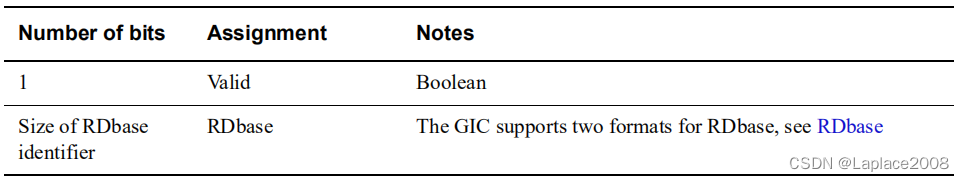 Number of bits Assignment Notes
1 Valid Boolean
Size of RDbase RDbase The GIC supports two formats for RDbase, see RDbase
identifier
CSDN @Laplace2008